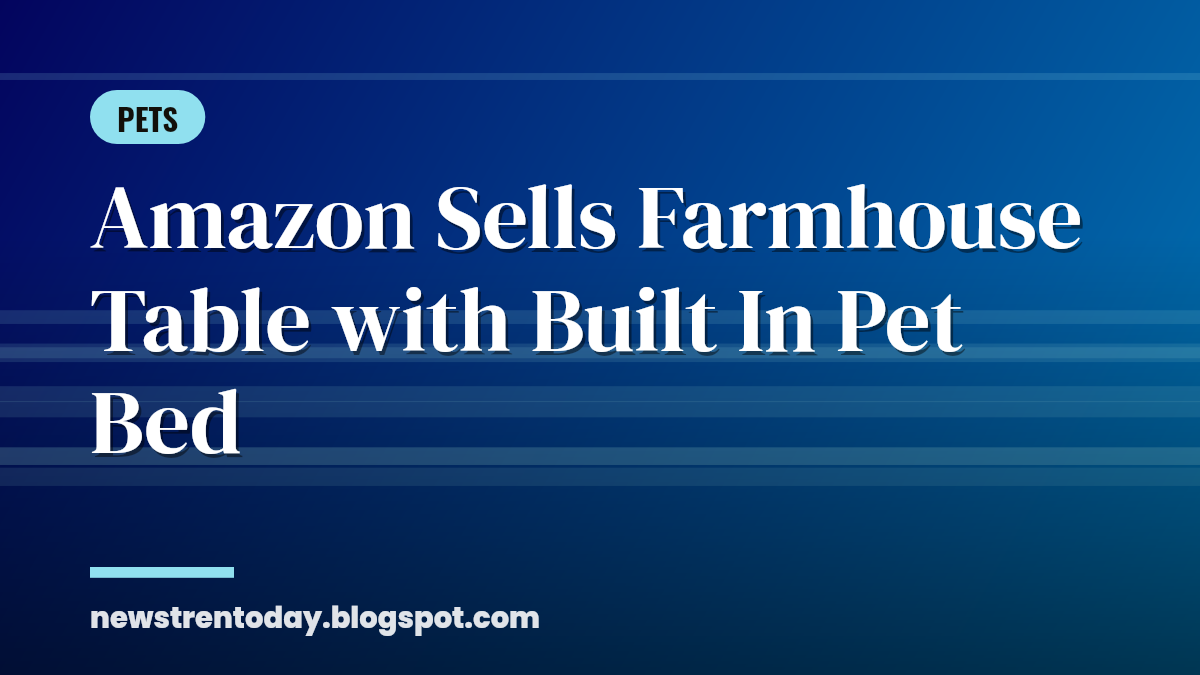 PETS
Amazon Sells Farmhouse
Table with Built In Pet
Bed
newstrentoday.blogspot.com